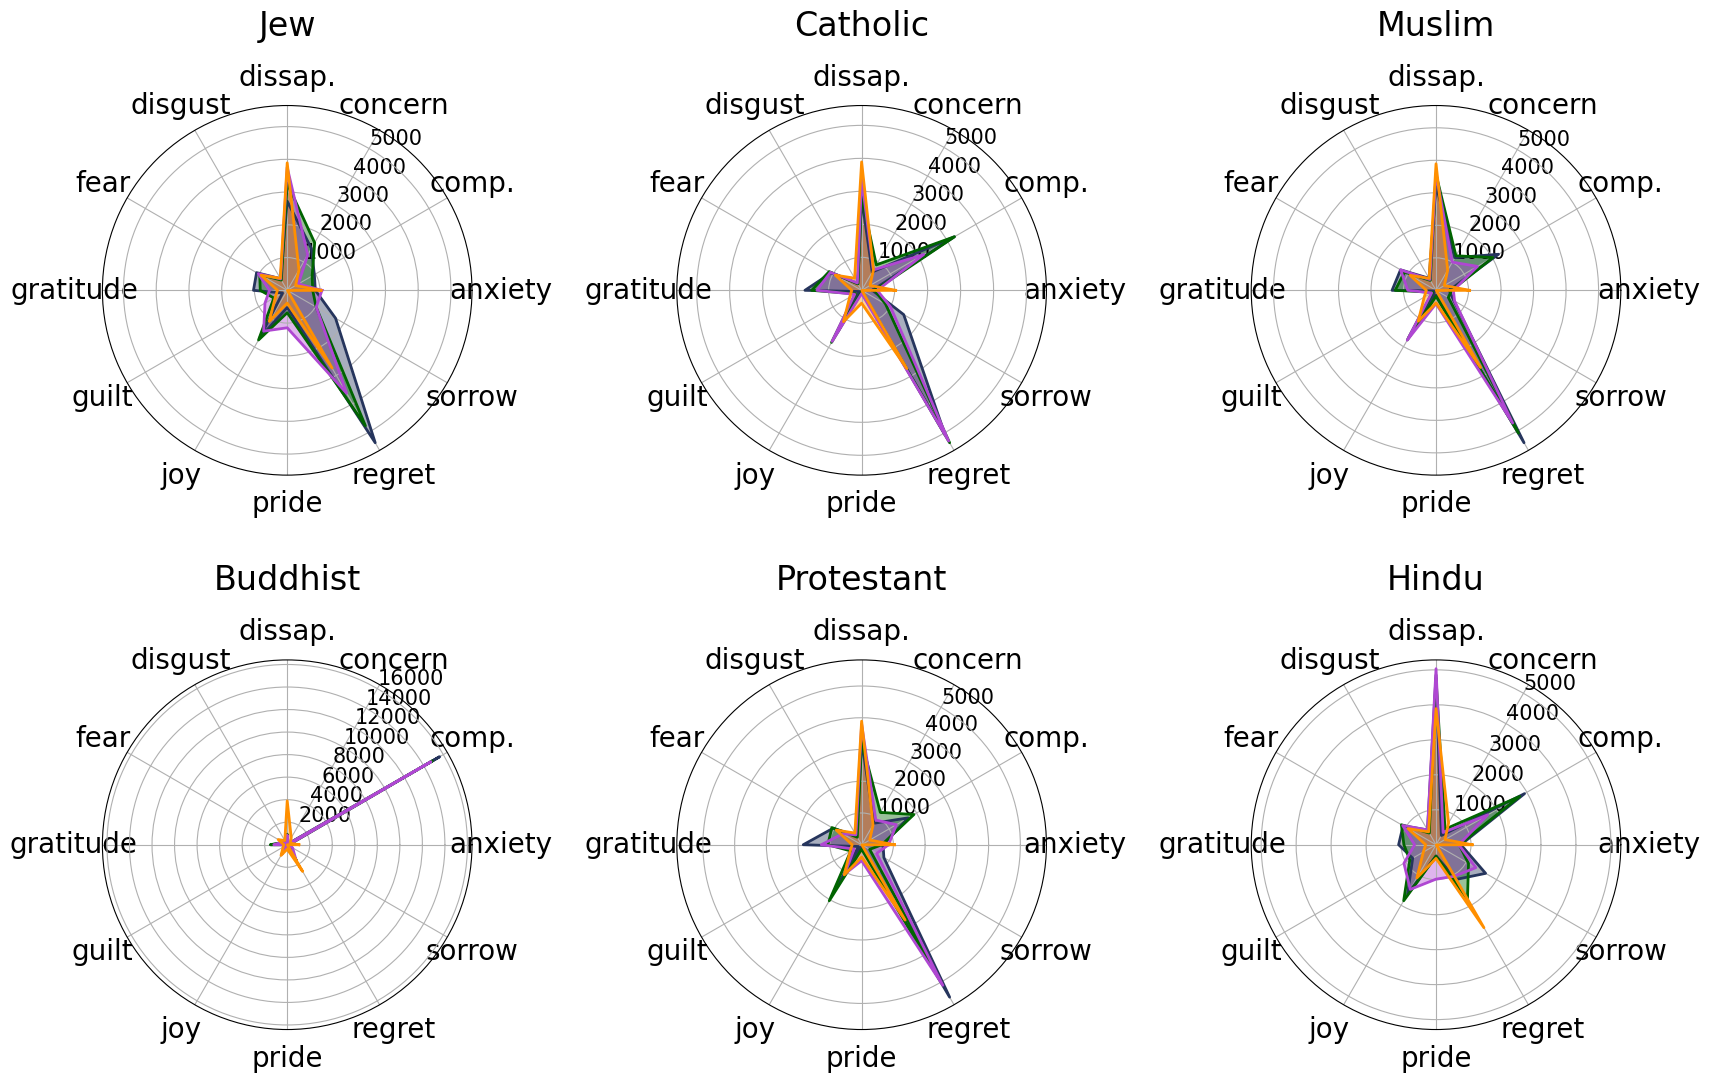 Jew
dissap.
disgust
concern
5000
fear
4000
comp.
3000
2000
1000
gratitude
anxiety
guilt
sorrow
joy
regret
pride
Catholic
dissap.
disgust
concern
5000
fear
4000
comp.
3000
2000
1000
gratitude
anxiety
guilt
sorrow
joy
regret
pride
Muslim
dissap.
disgust
concern
5000
fear
4000
comp.
3000
2000
1000
gratitude
anxiety
guilt
sorrow
joy
regret
pride
Buddhist
dissap.
disgust
concern
16000
14000
12000
fear
10000
comp.
8000
6000
4000
2000
gratitude
anxiety
guilt
sorrow
joy
regret
pride
Protestant
dissap.
disgust
concern
5000
4000
fear
3000
comp.
2000
1000
gratitude
anxiety
guilt
sorrow
joy
regret
pride
Hindu
dissap.
disgust
concern
5000
4000
fear
3000
comp.
2000
1000
gratitude
anxiety
guilt
sorrow
joy
regret
pride